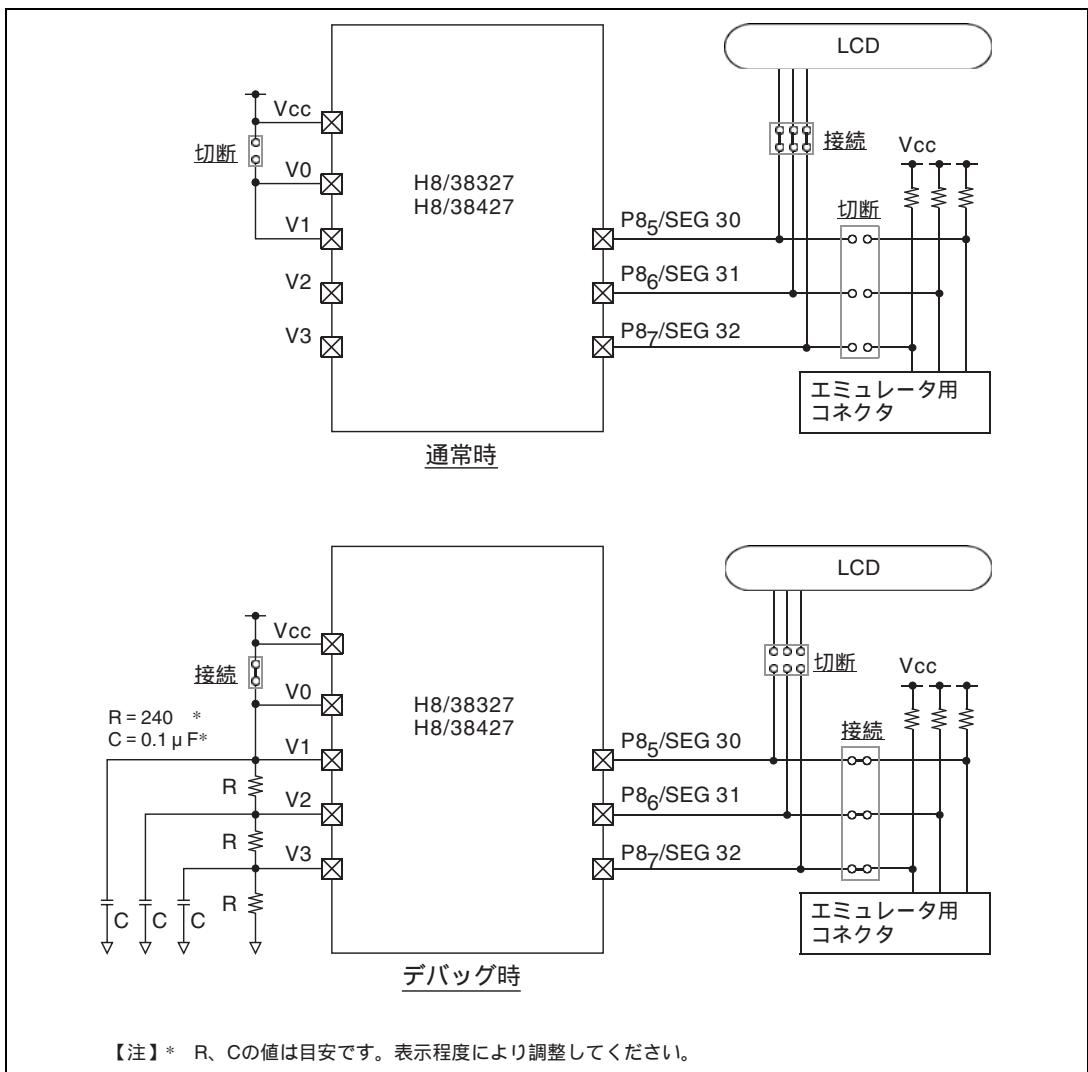 LCD
Vcc
切断
V0
V1
V2
V3
H8/38327
H8/38427
接続
Vcc
切断
P85/SEG 30
P86/SEG 31
P87/SEG 32
エミュレータ用
コネクタ
通常時
LCD
Vcc
接続
V0
R = 240 *
C = 0.1 μ F*
V1
R
V2
R
V3
R
C
C
C
H8/38327
H8/38427
切断
Vcc
接続
P85/SEG 30
P86/SEG 31
P87/SEG 32
エミュレータ用
コネクタ
デバッグ時
【注】* R、Cの値は目安です。表示程度により調整してください。